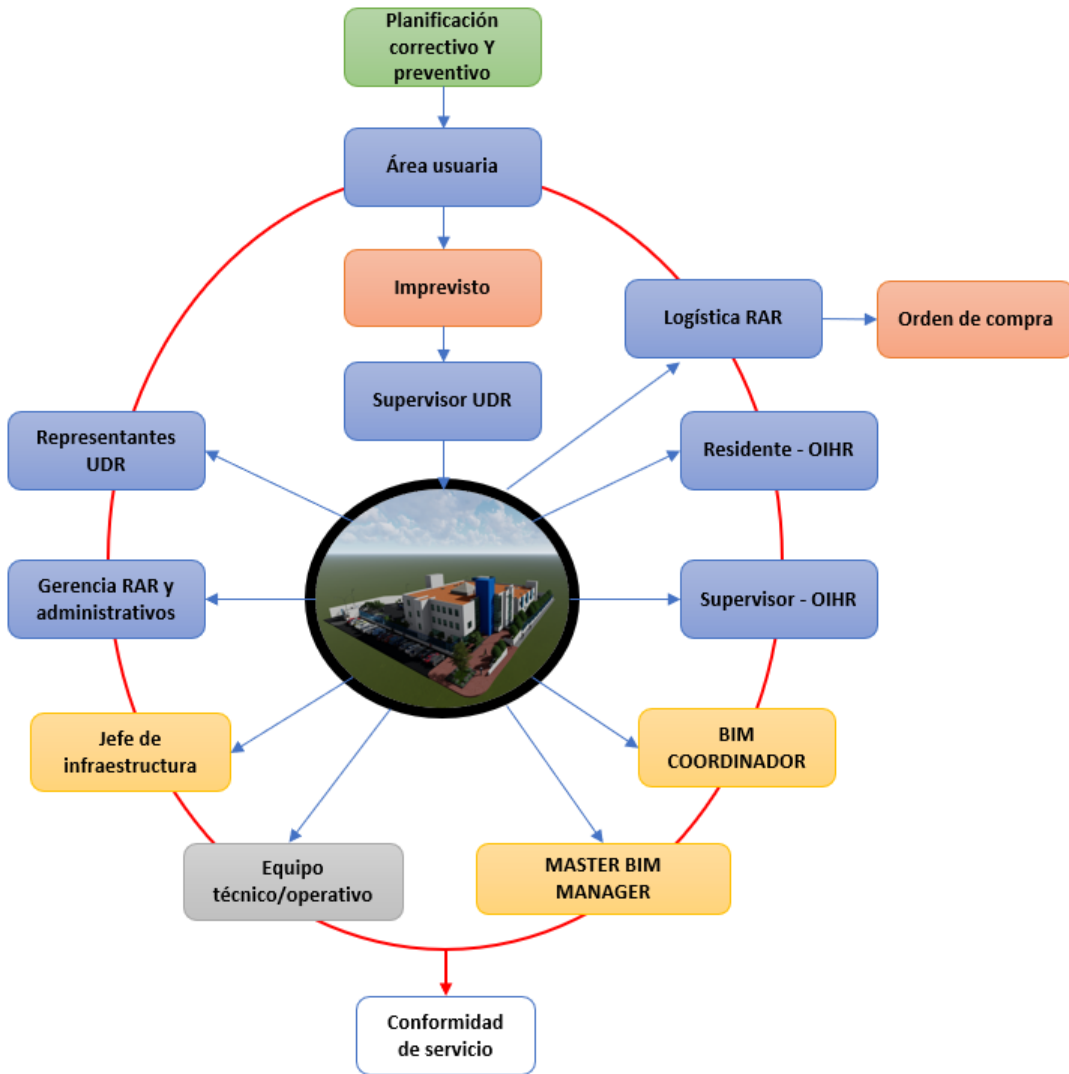 Planificación
correctivo Y
preventivo
Área usuaria
Imprevisto
Logística RAR
Orden de compra
Supervisor UDR
Representantes
UDR
Residente - OIHR
Gerencia RAR y
administrativos
Supervisor - OIHR
Jefe de
infraestructura
BIM
COORDINADOR
Equipo
técnico/operativo
MASTER BIM
MANAGER
Conformidad
de servicio